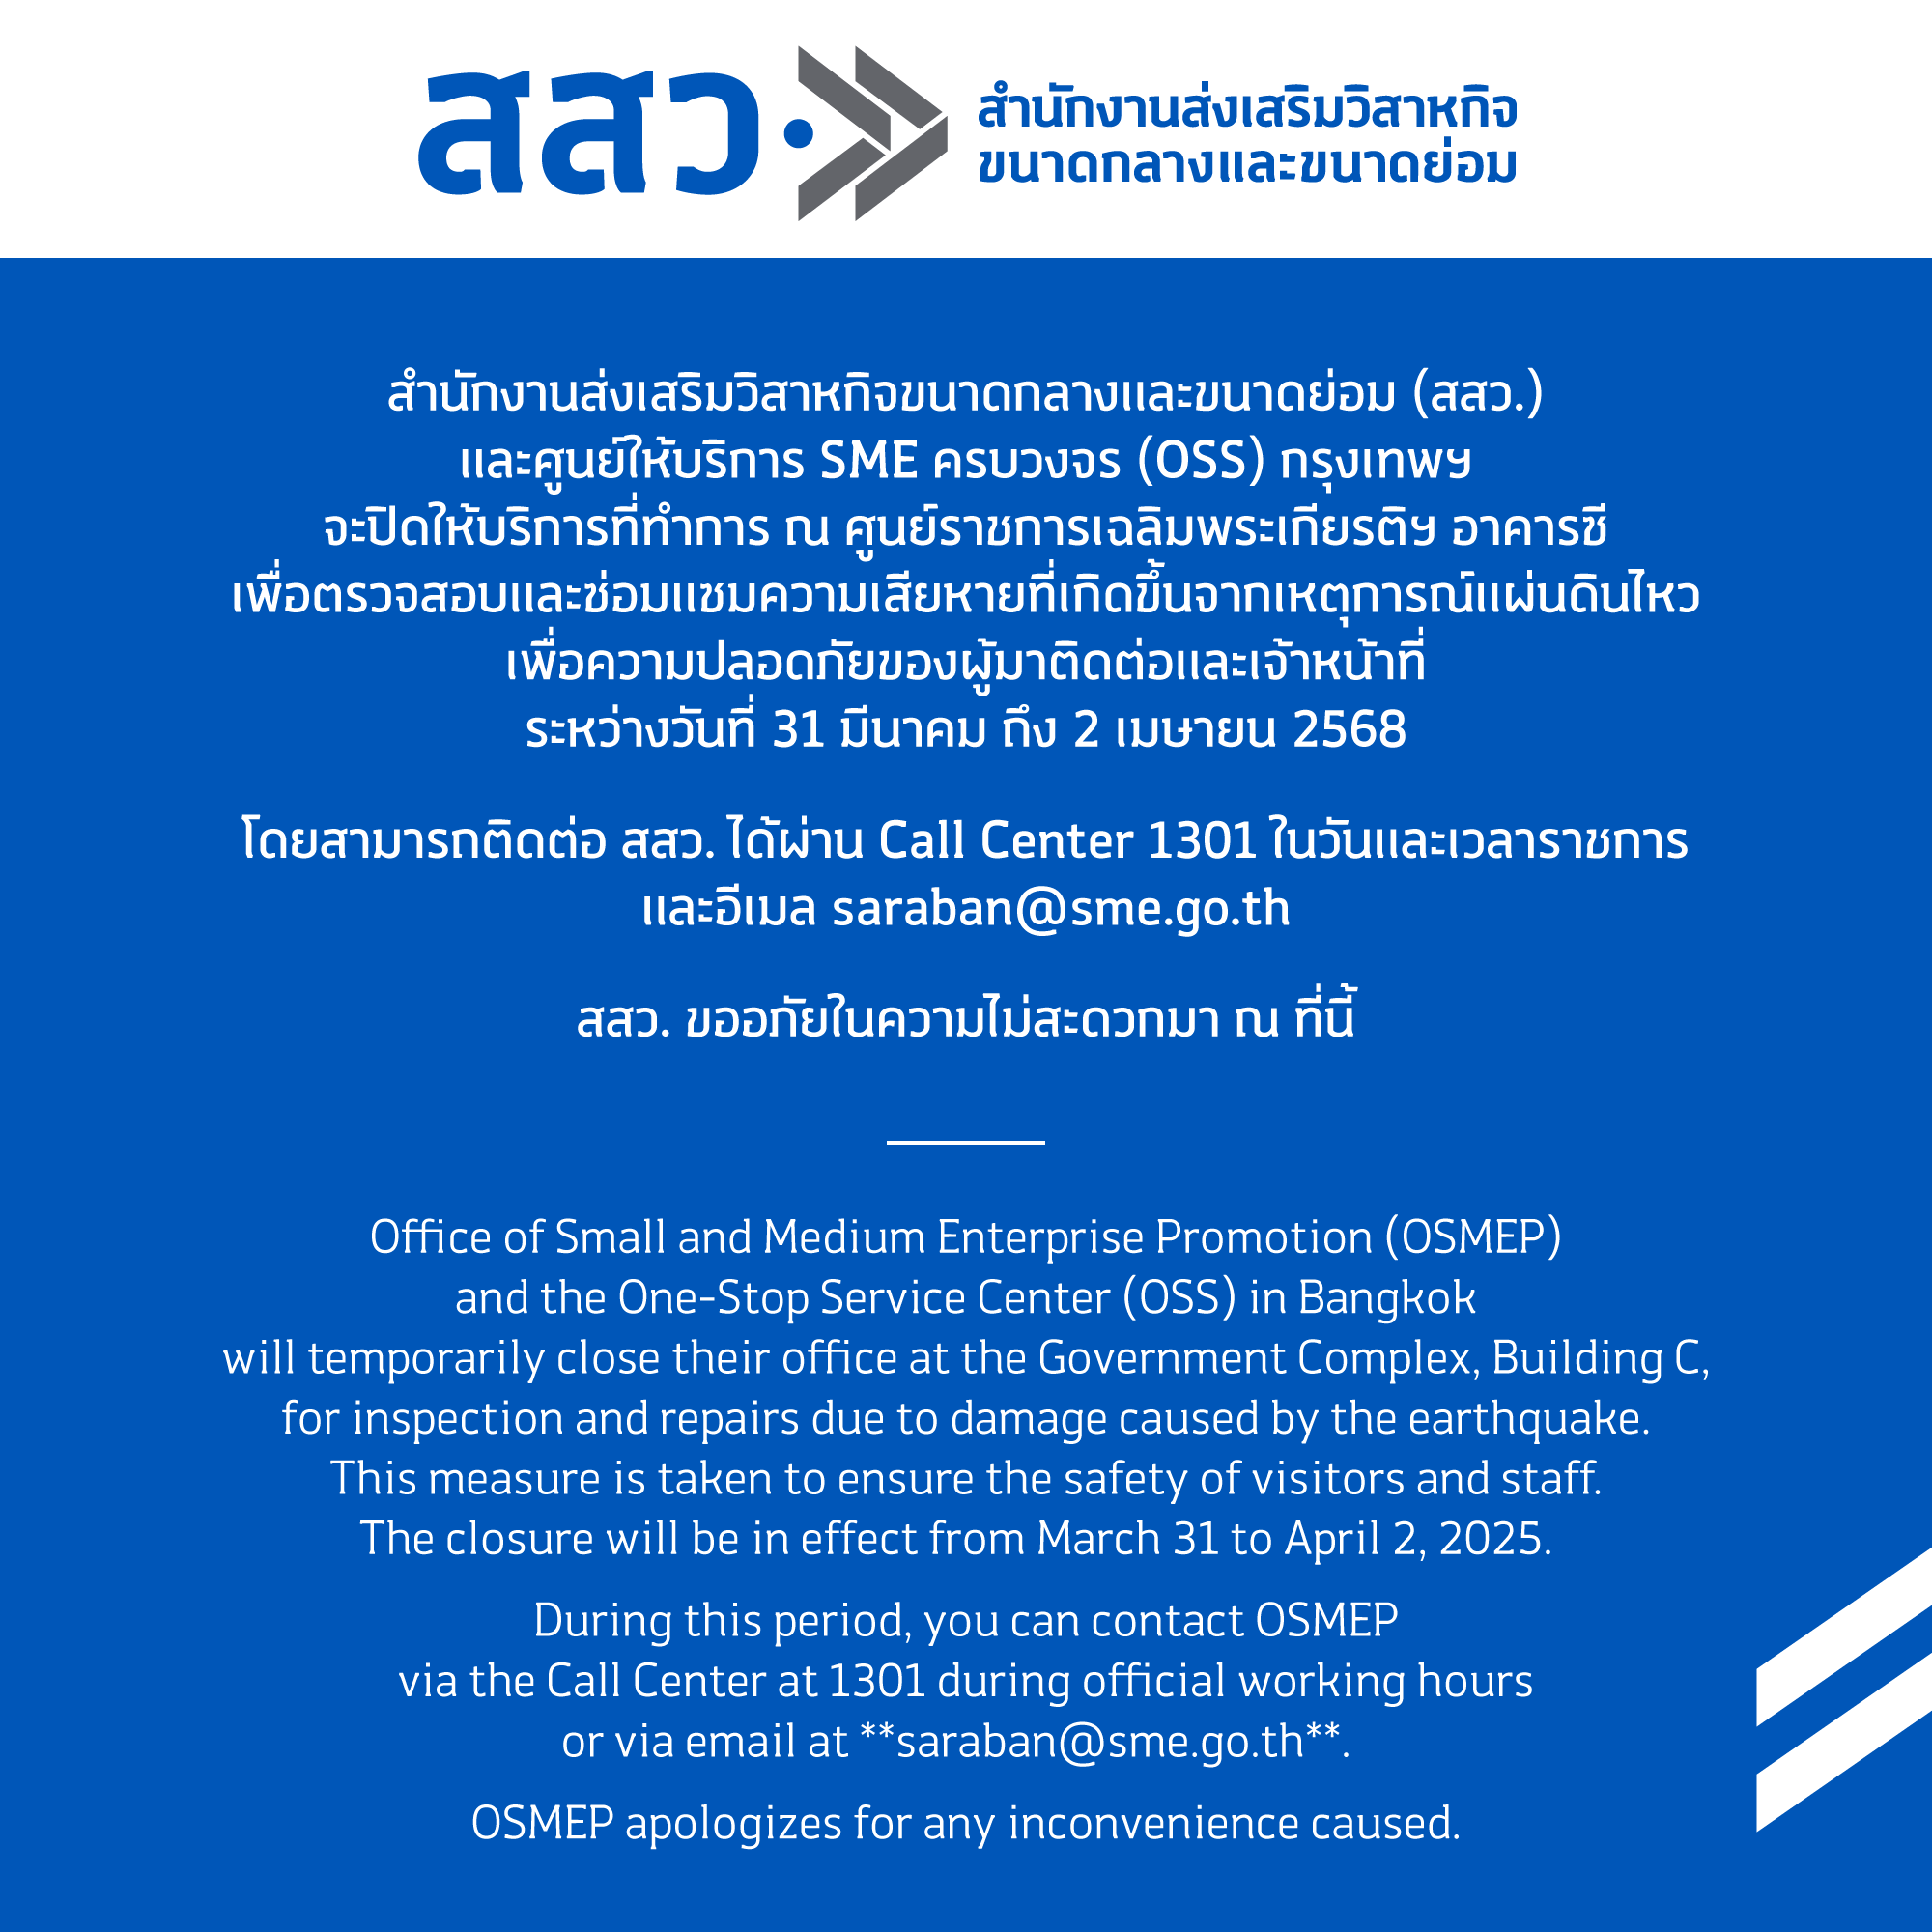 สสว.
สำนักงานส่งเสริมวิสาหกิจ
ขนาดกลางและขนาดย่อม
สำนักงานส่งเสริมวิสาหกิจขนาดกลางและขนาดย่อม (สสว.)
และศูนย์ให้บริการ SME ครบวงจร (OSS) กรุงเทพฯ
จะปิดให้บริการที่ทำการ ณ ศูนย์ราชการเฉลิมพระเกียรติฯ อาคารซี
เพื่อตรวจสอบและซ่อมแซมความเสียหายที่เกิดขึ้นจากเหตุการณ์แผ่นดินไหว
เพื่อความปลอดภัยของผู้มาติดต่อและเจ้าหน้าที่
ระหว่างวันที่ 31 มีนาคม ถึง 2 เมษายน 2568
โดยสามารถติดต่อ สสว. ได้ผ่าน Call Center 1301 ในวันและเวลาราชการ
และอีเมล saraban@sme.go.th
สสว. ขออภัยในความไม่สะดวกมา ณ ที่นี้
Office of Small and Medium Enterprise Promotion (OSMEP)
and the One-Stop Service Center (OSS) in Bangkok
will temporarily close their office at the Government Complex, Building C,
for inspection and repairs due to damage caused by the earthquake.
This measure is taken to ensure the safety of visitors and staff.
The closure will be in effect from March 31 to April 2, 2025.
During this period, you can contact OSMEP
via the Call Center at 1301 during official working hours
or via email at **saraban@sme.go.th**.
OSMEP apologizes for any inconvenience caused.